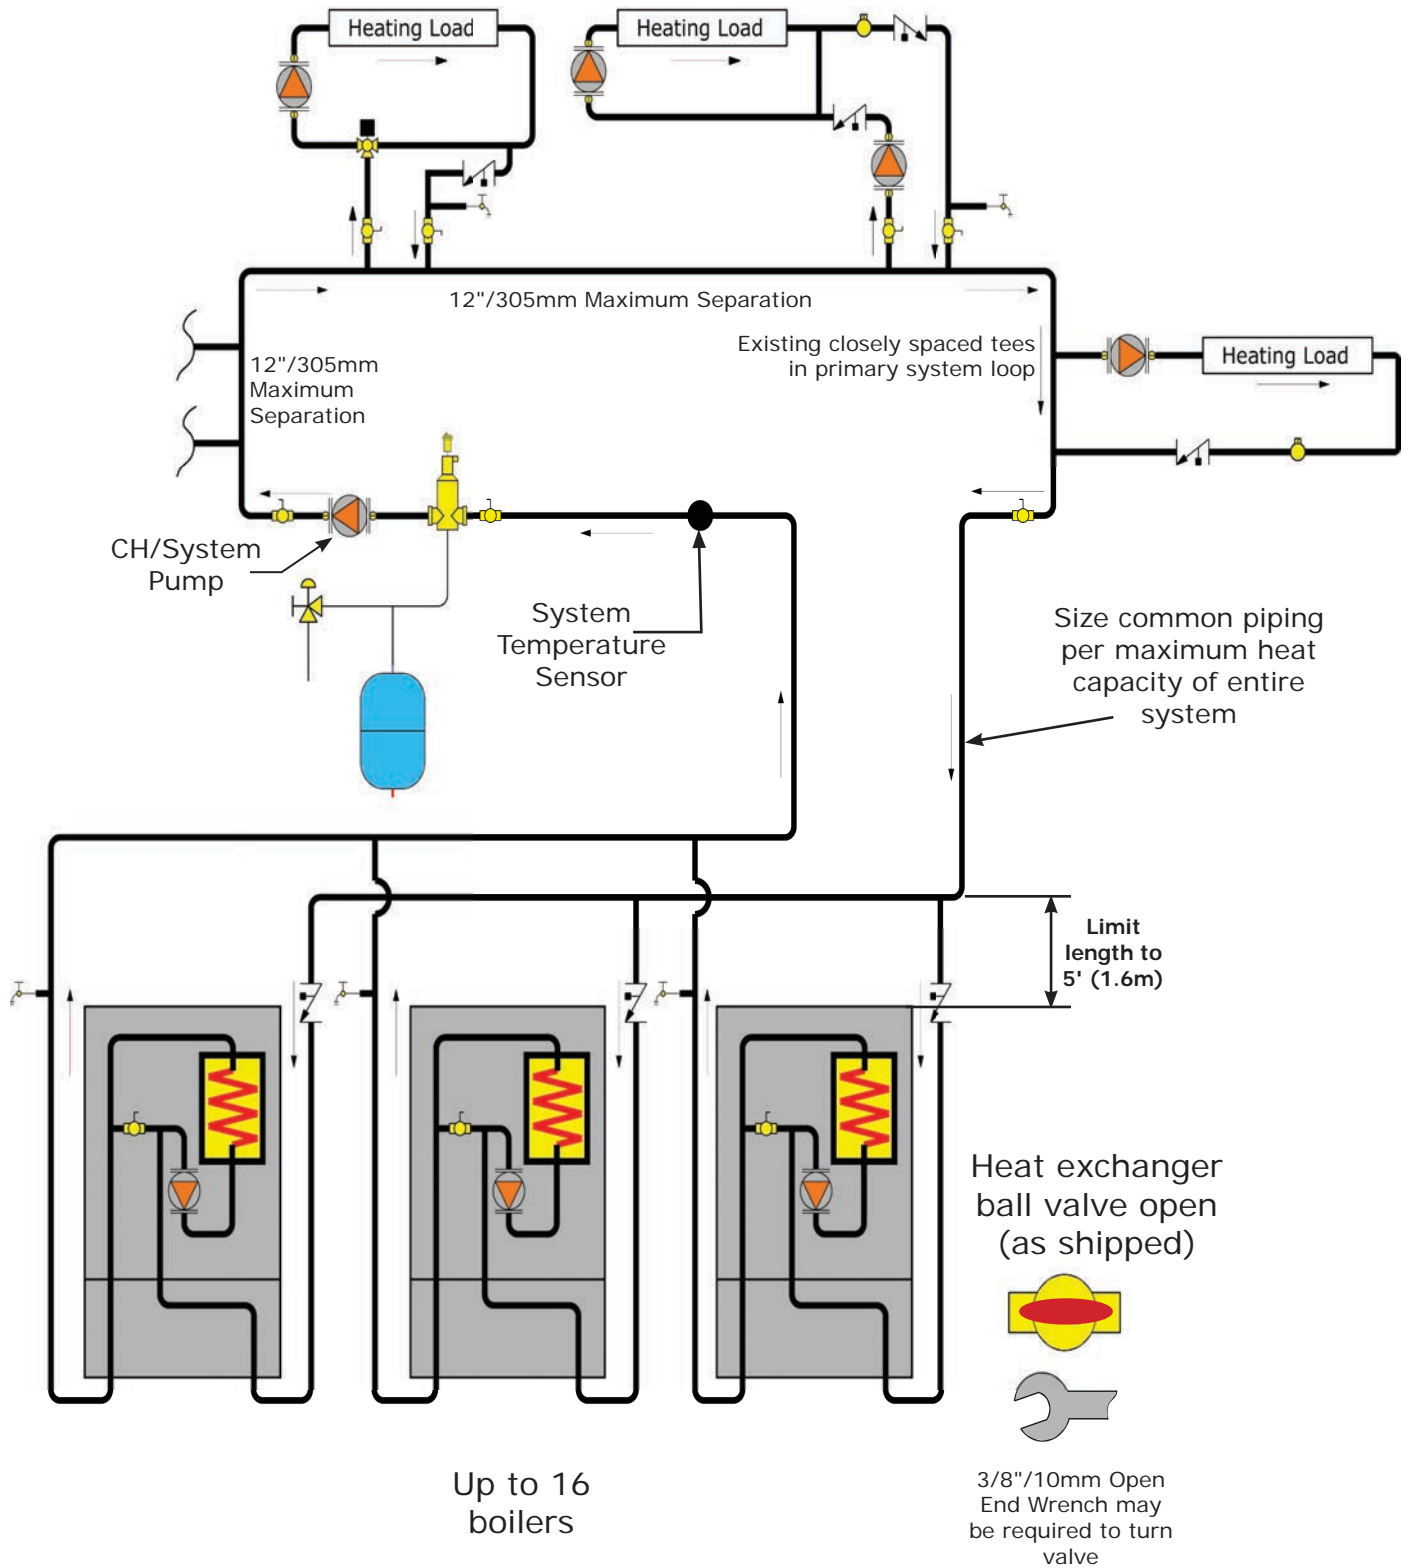 Heating Load
Heating Load
12"/305mm Maximum Separation
Existing closely spaced tees
in primary system loop
12"/305mm
Maximum
Separation
Heating Load
CH/System
Pump
System
Temperature
Sensor
Size common piping
per maximum heat
capacity of entire
system
Limit
length to
5' (1.6m)
Heat exchanger
ball valve open
(as shipped)
3/8"/10mm Open
End Wrench may
be required to turn
valve
Up to 16
boilers